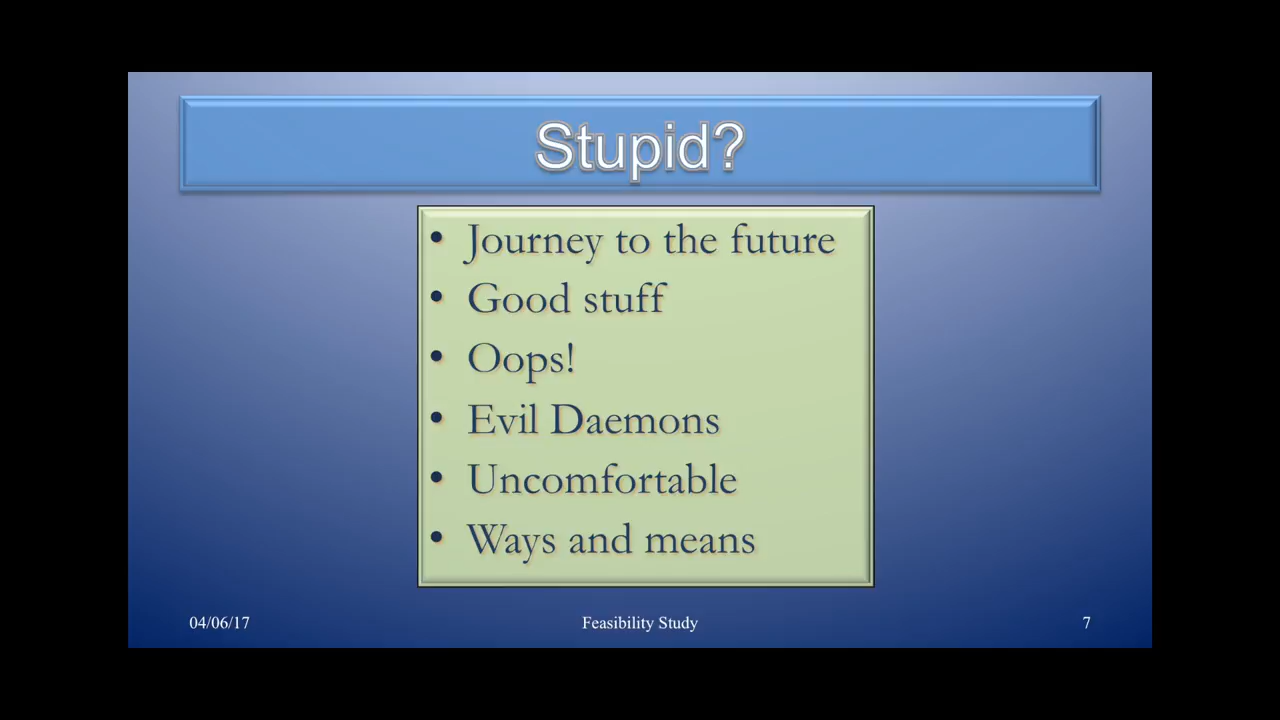 Stupid?
• Journey to the future
• Good stuff
• Oops!
• Evil Daemons
• Uncomfortable
• Ways and means
04/06/17
Feasibility Study
7